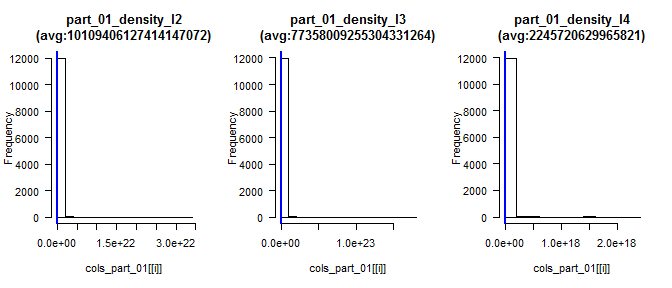 part_01_density_l2
(avg:10109406127414147072)
part_01_density_l3
(avg:77358009255304331264)
part_01_density_l4
(avg:2245720629965821)
Frequency
12000
10000
8000
6000
4000
2000
0
0.0e+00 1.5e+22 3.0e+22
cols_part_01[[i]]
Frequency
12000
10000
8000
6000
4000
2000
0
0.0e+00 1.0e+23
cols_part_01[[i]]
Frequency
12000
10000
8000
6000
4000
2000
0
0.0e+00 1.0e+18 2.0e+18
cols_part_01[[i]]